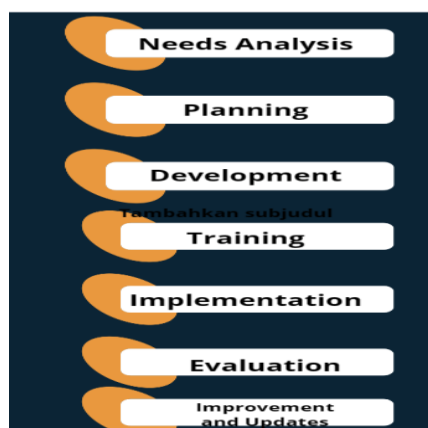 Needs Analysis
Planning
Development
Tambahkan subjudul
Training
Implementation
Evaluation
Improvement
and Updates